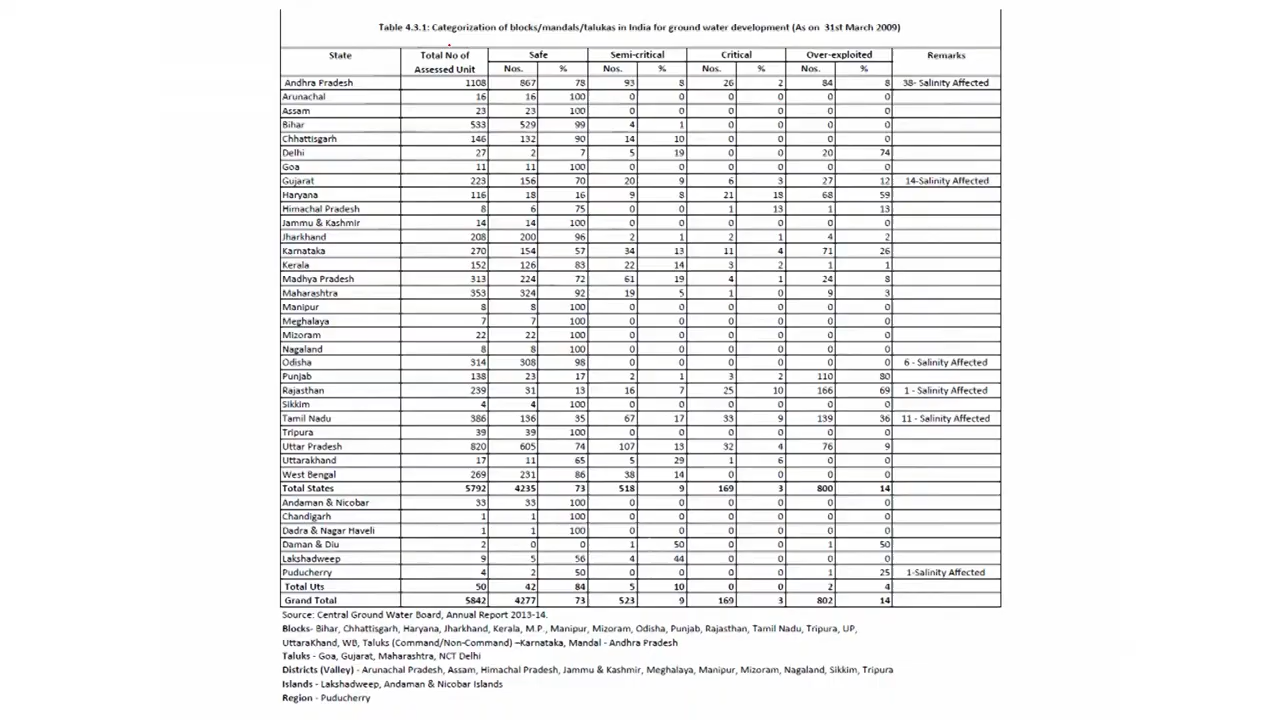 Table 4.3.1: Categorization of blocks/mandals/talukas in India for ground water development (As on 31st March 2009)
State Total No of Assessed Unit Safe Semi-critical Critical Over-exploited Remarks
Nos. % Nos. % Nos. % Nos. %
Andhra Pradesh 1108 867 78 93 8 26 2 84 8 38- Salinity Affected
Arunachal 16 16 100 0 0 0 0 0 0
Assam 23 23 100 0 0 0 0 0 0
Bihar 533 529 99 4 1 0 0 0 0
Chhattisgarh 146 132 90 14 10 0 0 0 0
Delhi 27 2 7 5 19 0 0 20 74
Goa 11 11 100 0 0 0 0 0 0
Gujarat 223 156 70 20 9 6 3 27 12 14-Salinity Affected
Haryana 116 18 16 9 8 21 18 68 59
Himachal Pradesh 8 6 75 0 0 1 13 1 13
Jammu & Kashmir 14 14 100 0 0 0 0 0 0
Jharkhand 208 200 96 2 1 2 1 4 2
Karnataka 270 154 57 34 13 11 4 71 26
Kerala 152 126 83 22 14 3 2 1 1
Madhya Pradesh 313 224 72 61 19 4 1 24 8
Maharashtra 353 324 92 19 5 1 0 9 3
Manipur 8 8 100 0 0 0 0 0 0
Meghalaya 7 7 100 0 0 0 0 0 0
Mizoram 22 22 100 0 0 0 0 0 0
Nagaland 8 8 100 0 0 0 0 0 0
Odisha 314 308 98 0 0 0 0 0 0 6 - Salinity Affected
Punjab 138 23 17 2 1 3 2 110 80
Rajasthan 239 31 13 16 7 25 10 166 69 1 - Salinity Affected
Sikkim 4 4 100 0 0 0 0 0 0
Tamil Nadu 386 136 35 67 17 33 9 139 36 11 - Salinity Affected
Tripura 39 39 100 0 0 0 0 0 0
Uttar Pradesh 820 605 74 107 13 32 4 76 9
Uttarakhand 17 11 65 5 29 1 6 0 0
West Bengal 269 231 86 38 14 0 0 0 0
Total States 5792 4235 73 518 9 169 3 800 14
Andaman & Nicobar 33 33 100 0 0 0 0 0 0
Chandigarh 1 1 100 0 0 0 0 0 0
Dadra & Nagar Haveli 1 1 100 0 0 0 0 0 0
Daman & Diu 2 0 0 1 50 0 0 1 50
Lakshadweep 9 5 56 4 44 0 0 0 0
Puducherry 4 2 50 0 0 0 0 1 25 1-Salinity Affected
Total Uts 50 42 84 5 10 0 0 2 4
Grand Total 5842 4277 73 523 9 169 3 802 14
Source: Central Ground Water Board, Annual Report 2013-14.
Blocks- Bihar, Chhattisgarh, Haryana, Jharkhand, Kerala, M.P., Manipur, Mizoram, Odisha, Punjab, Rajasthan, Tamil Nadu, Tripura, UP,
UttarKhand, WB, Taluks (Command/Non-Command) –Karnataka, Mandal - Andhra Pradesh
Taluks - Goa, Gujarat, Maharashtra, NCT Delhi
Districts (Valley) - Arunachal Pradesh, Assam, Himachal Pradesh, Jammu & Kashmir, Meghalaya, Manipur, Mizoram, Nagaland, Sikkim, Tripura
Islands - Lakshadweep, Andaman & Nicobar Islands
Region - Puducherry